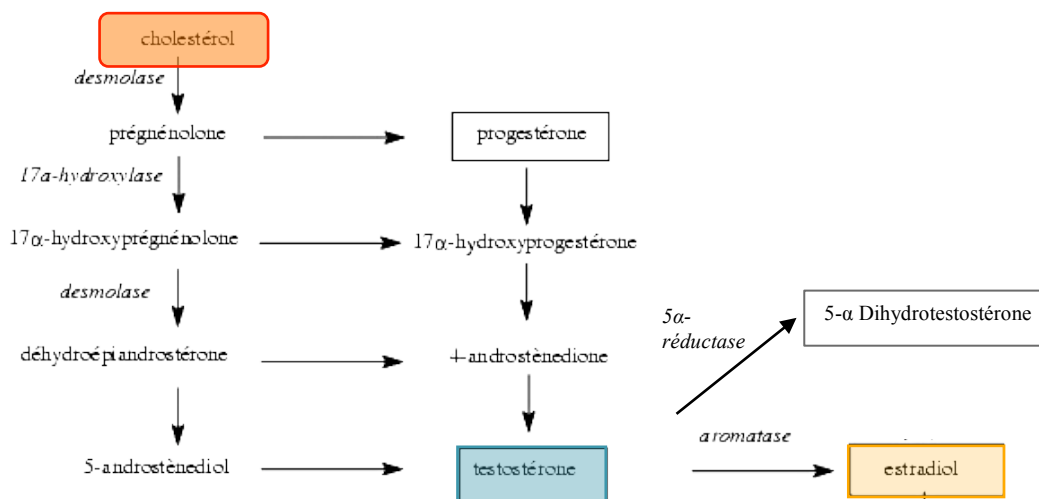 cholestérol
desmolase
prégnénolone
progestérone
17a-hydroxylase
17α-hydroxyprégnénolone
17α-hydroxyprogestérone
desmolase
5α-
réductase
5-α Dihydrotestostérone
déhydroépiandrostérone
+androstènedione
aromatase
5-androstènediol
testostérone
estradiol